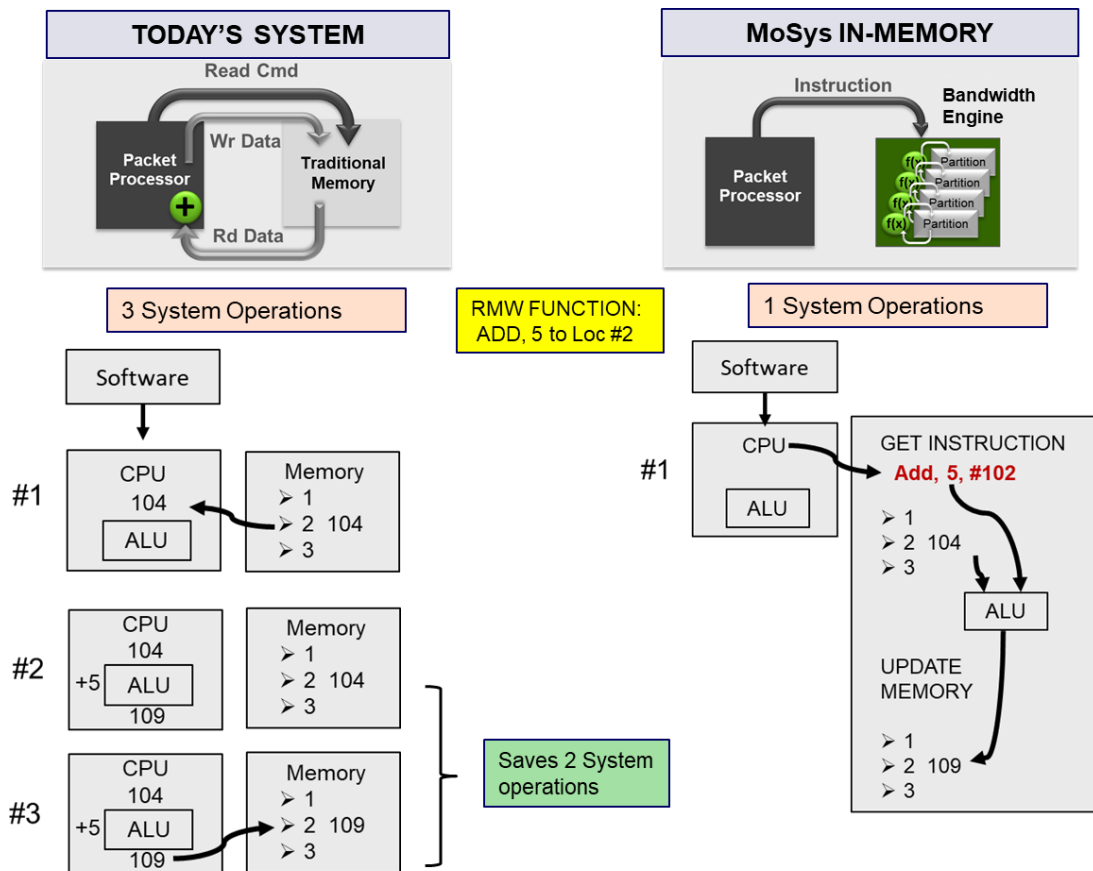 TODAY'S SYSTEM
Read Cmd
Wr Data
Packet
Processor
Traditional
Memory
+
Rd Data
MoSys IN-MEMORY
Instruction
Bandwidth
Engine
Packet
Processor
f(x) Partition
f(x) Partition
f(x) Partition
f(x) Partition
3 System Operations
RMW FUNCTION:
ADD, 5 to Loc #2
1 System Operations
Software
#1
CPU
104
ALU
Memory
➢ 1
➢ 2 104
➢ 3
#2
CPU
104
+5 ALU
109
Memory
➢ 1
➢ 2 104
➢ 3
#3
CPU
104
+5 ALU
109
Memory
➢ 1
➢ 2 109
➢ 3
Saves 2 System
operations
Software
#1
CPU
ALU
GET INSTRUCTION
Add, 5, #102
➢ 1
➢ 2 104
➢ 3
ALU
UPDATE
MEMORY
➢ 1
➢ 2 109
➢ 3